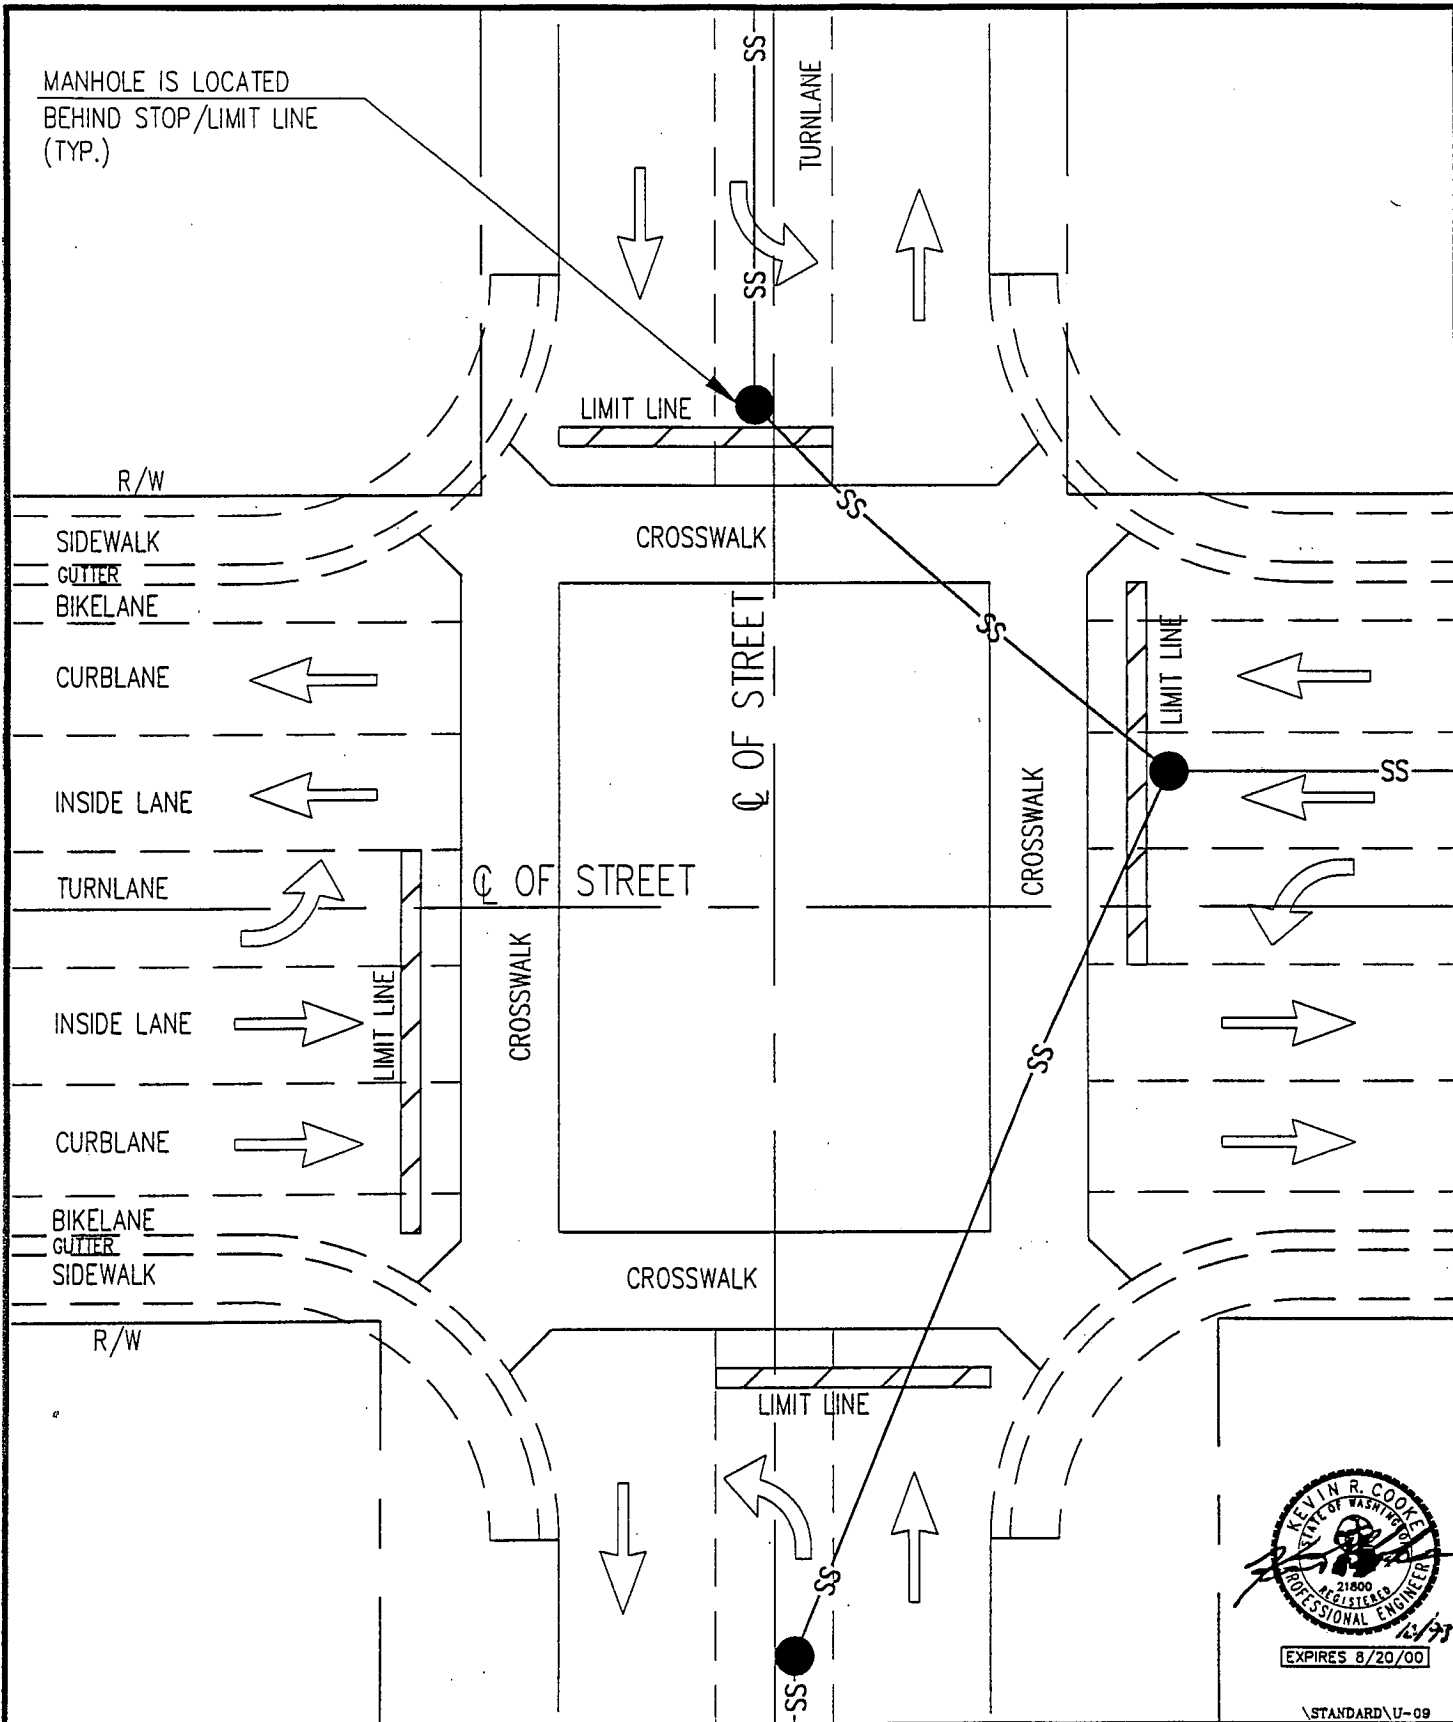 MANHOLE IS LOCATED
BEHIND STOP/LIMIT LINE
(TYP.)
SS
TURNLANE
SS
LIMIT LINE
R/W
SS
SIDEWALK
CROSSWALK
GUTTER
BIKELANE
SS
CURBLANE
LIMIT LINE
℄ OF STREET
SS
INSIDE LANE
CROSSWALK
TURNLANE
℄ OF STREET
CROSSWALK
INSIDE LANE
LIMIT LINE
SS
CURBLANE
BIKELANE
GUTTER
SIDEWALK
CROSSWALK
R/W
LIMIT LINE
SS
SS
KEVIN R. COOKE
STATE OF WASHINGTON
21800
REGISTERED
PROFESSIONAL ENGINEER
EXPIRES 8/20/00
\STANDARD\U-09